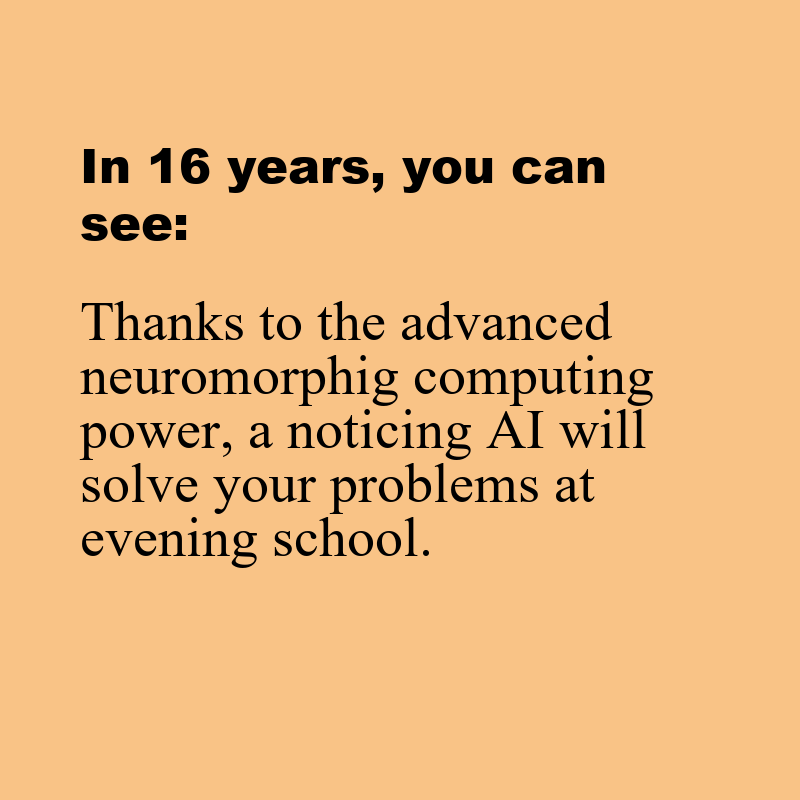 In 16 years, you can
see:
Thanks to the advanced
neuromorphig computing
power, a noticing AI will
solve your problems at
evening school.